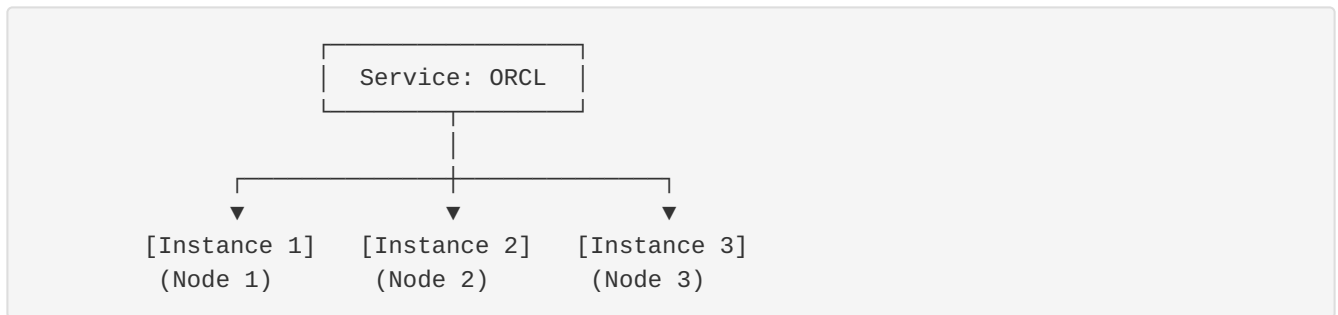 Service: ORCL
[Instance 1] [Instance 2] [Instance 3]
(Node 1) (Node 2) (Node 3)